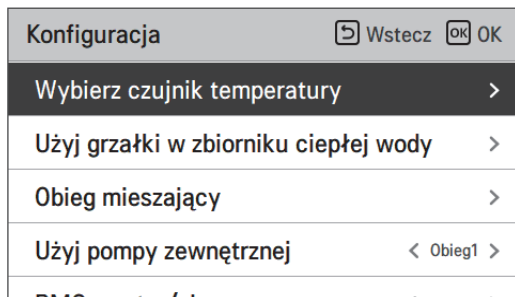 Konfiguracja Wstecz OK OK
Wybierz czujnik temperatury >
Użyj grzałki w zbiorniku ciepłej wody >
Obieg mieszający >
Użyj pompy zewnętrznej < Obieg1 >